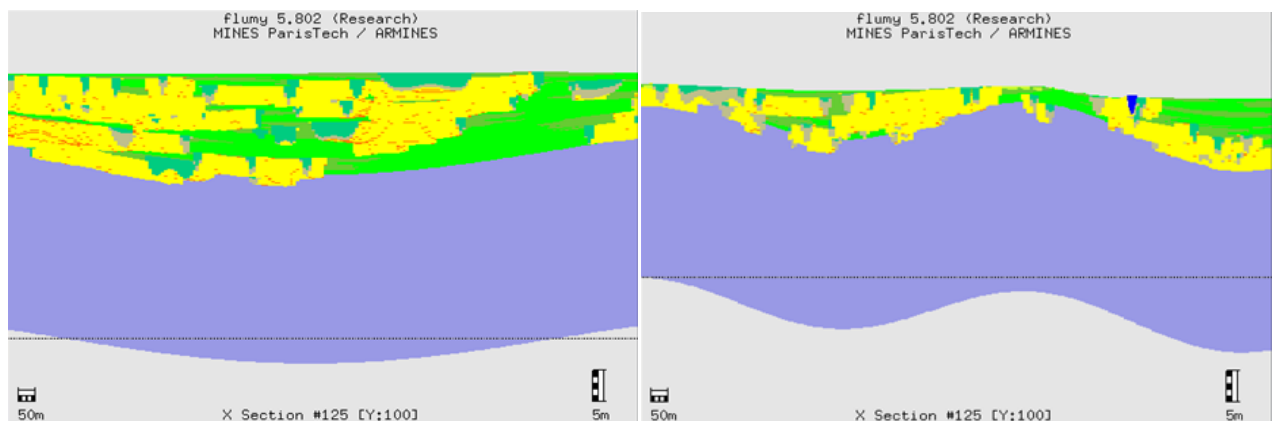 flumy 5.802 (Research)
MINES ParisTech / ARMINES
50m
X Section #125 [Y:100]
5m
flumy 5.802 (Research)
MINES ParisTech / ARMINES
50m
X Section #125 [Y:100]
5m